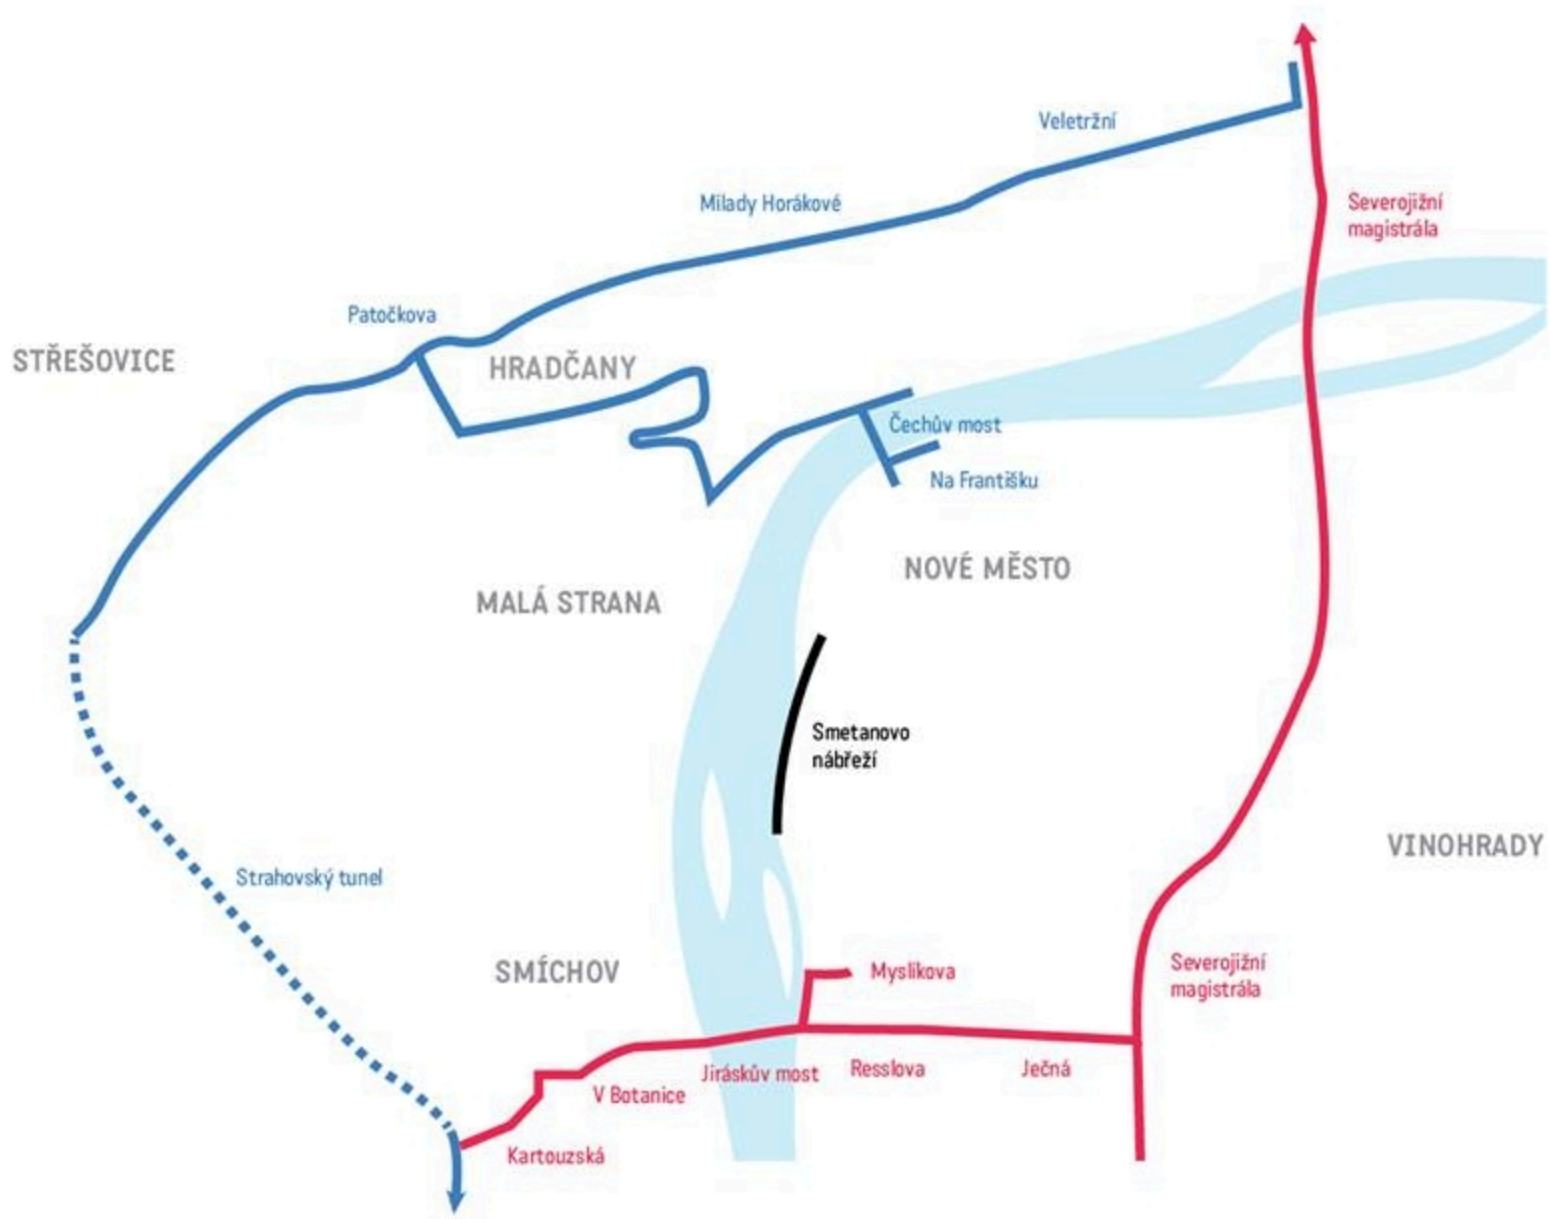 Veletržní
Severojižní
magistrála
Milady Horákové
Patočkova
STŘEŠOVICE
HRADČANY
Čechův most
Na Františku
NOVÉ MĚSTO
MALÁ STRANA
Smetanovo
nábřeží
VINOHRADY
Strahovský tunel
SMÍCHOV
Myslíkova
Severojižní
magistrála
Jiráskův most
Resslova
Ječná
V Botanice
Kartouzská